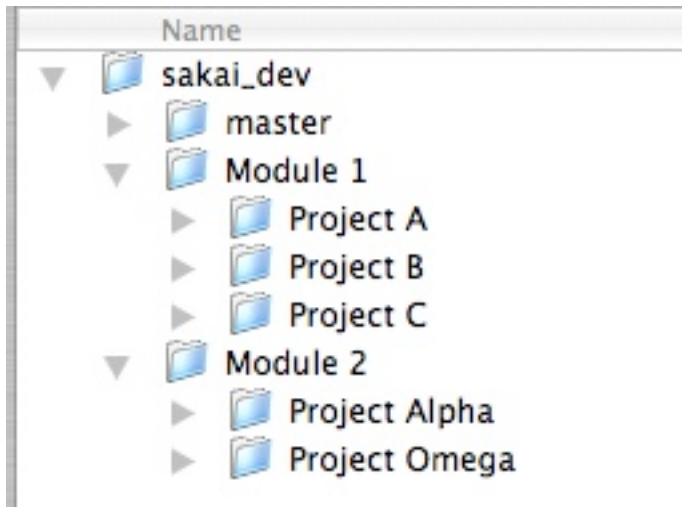 Name
sakai_dev
master
Module 1
Project A
Project B
Project C
Module 2
Project Alpha
Project Omega